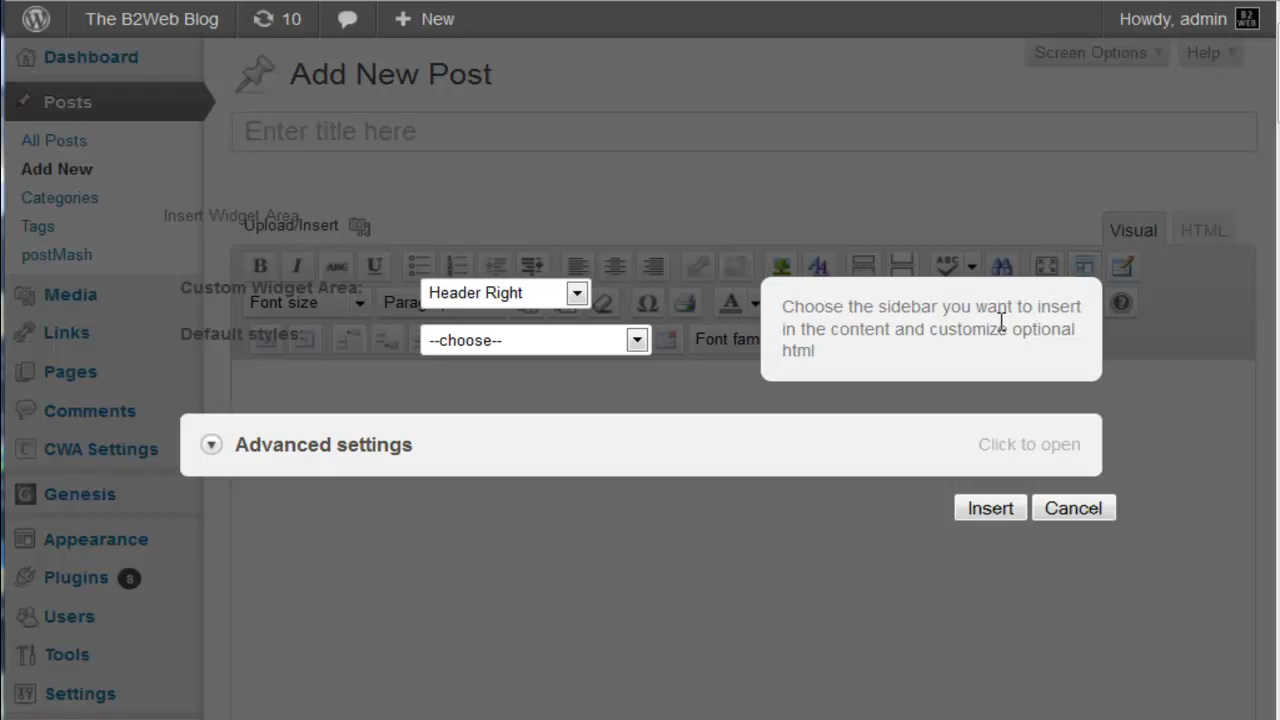 The B2Web Blog 10 New Howdy, admin B2 WEB
Dashboard
Screen Options Help
Add New Post
Posts
Enter title here
All Posts
Add New
Categories
Tags
postMash
Insert Widget Area
Upload/Insert
Visual HTML
B I ABC U
ABC
Media
Custom Widget Area:
Header Right
Font size
A
Choose the sidebar you want to insert
in the content and customize optional
html
Links
Default styles:
--choose--
Pages
Comments
CWA Settings
Advanced settings
Click to open
Genesis
Insert Cancel
Appearance
Plugins 8
Users
Tools
Settings